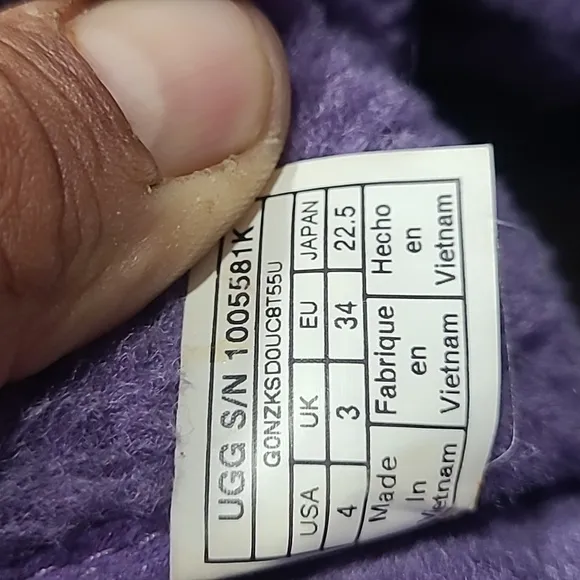 UGG S/N 1005581K
G0NZKSD0UC8T55U
USA UK EU JAPAN
4 3 34 22.5
Made In Vietnam
Fabrique en Vietnam
Hecho en Vietnam